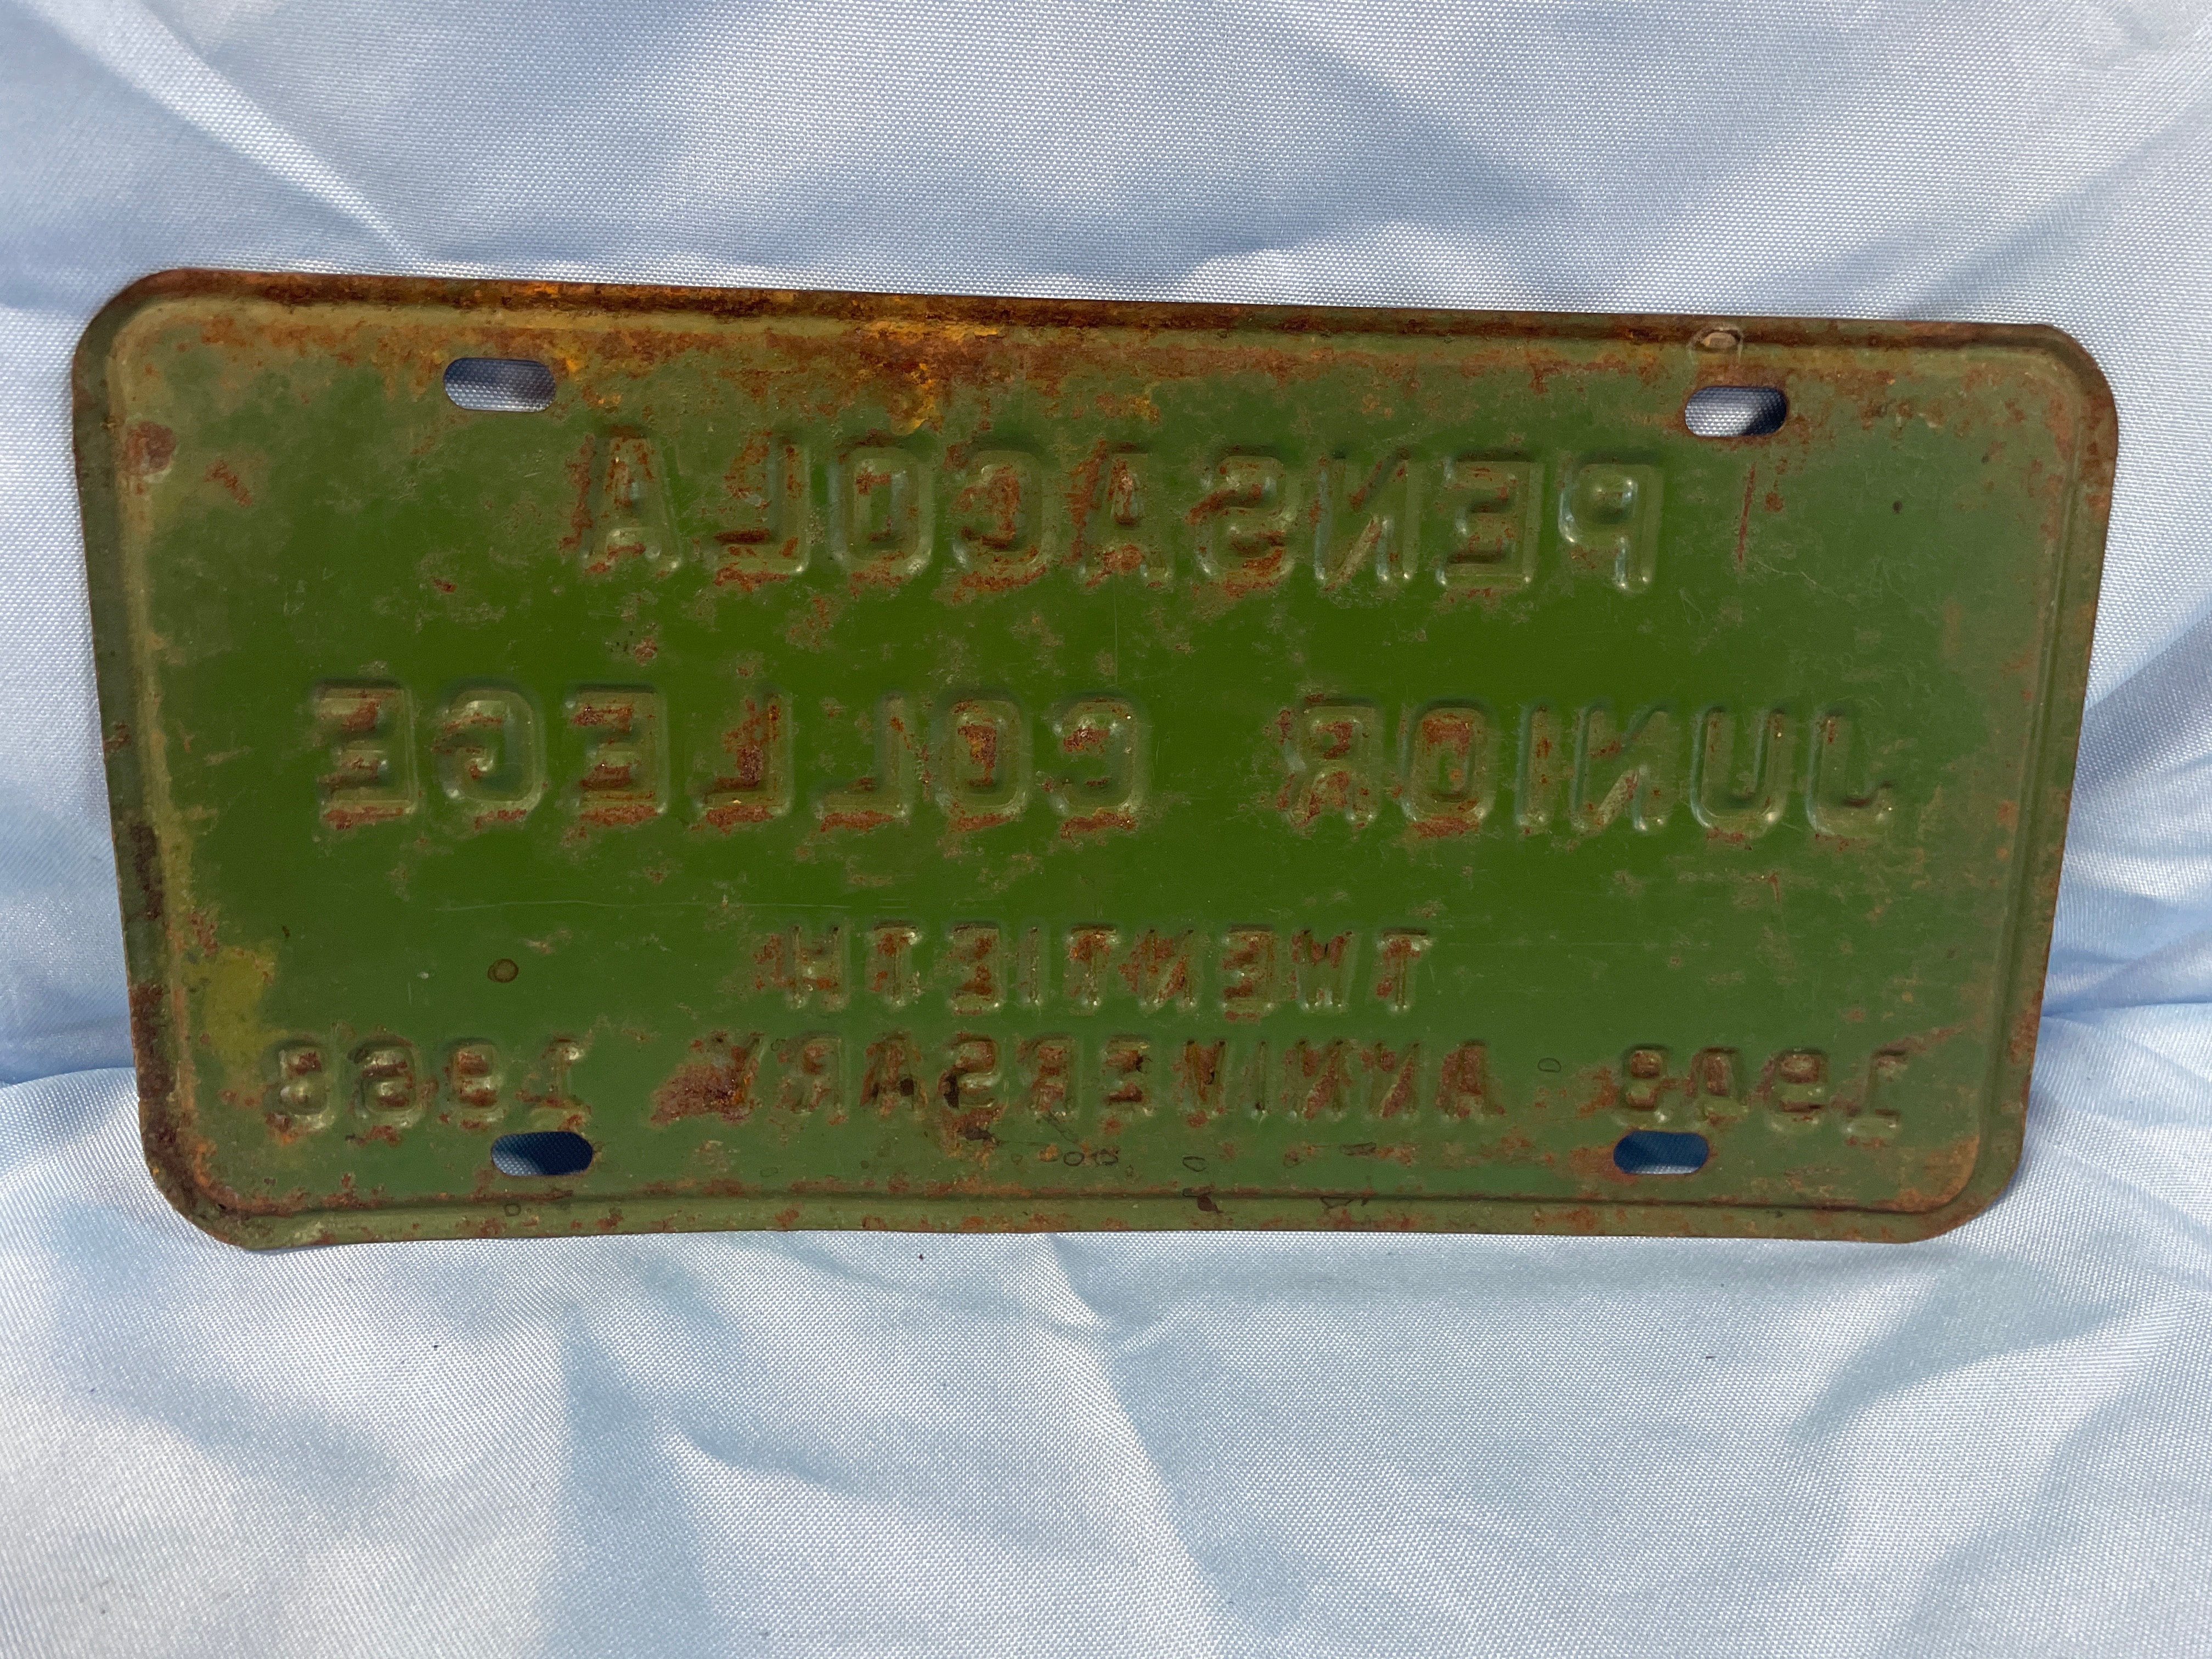 PENSACOLA
JUNIOR COLLEGE
TWENTIETH
1948 ANNIVERSARY 1968